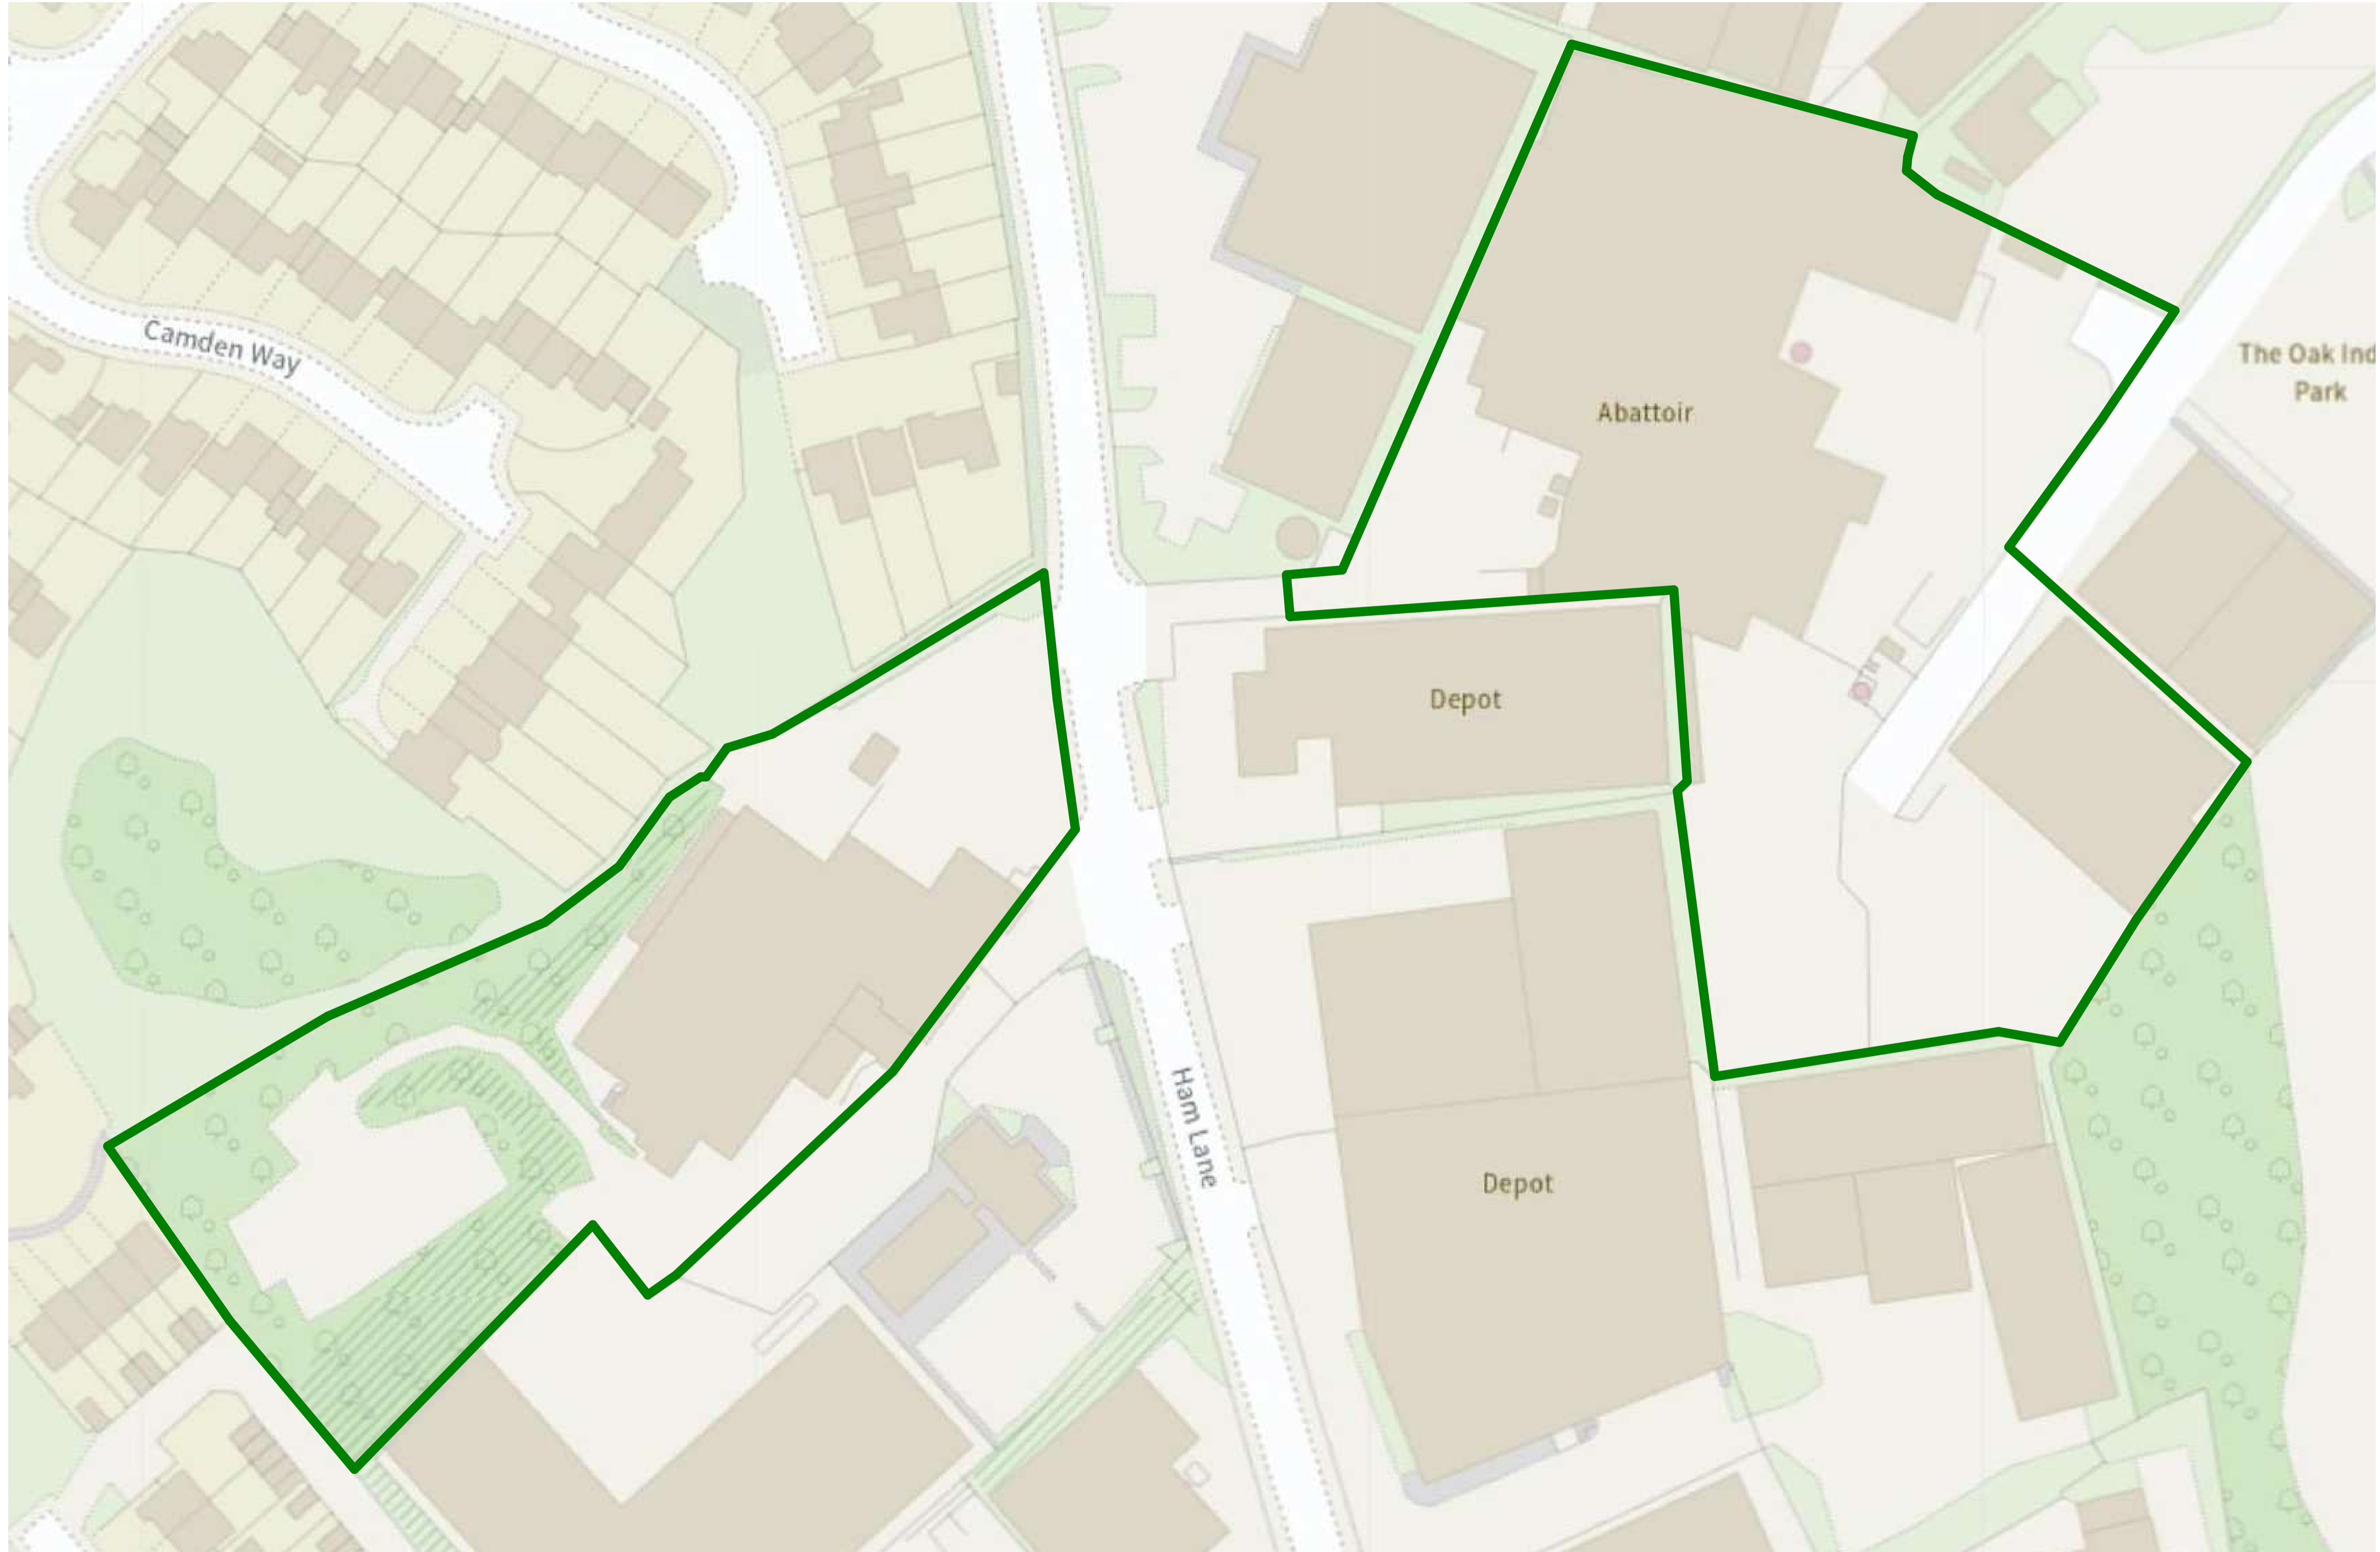 Camden Way
The Oak Ind
Park
Abattoir
Depot
Ham Lane
Depot